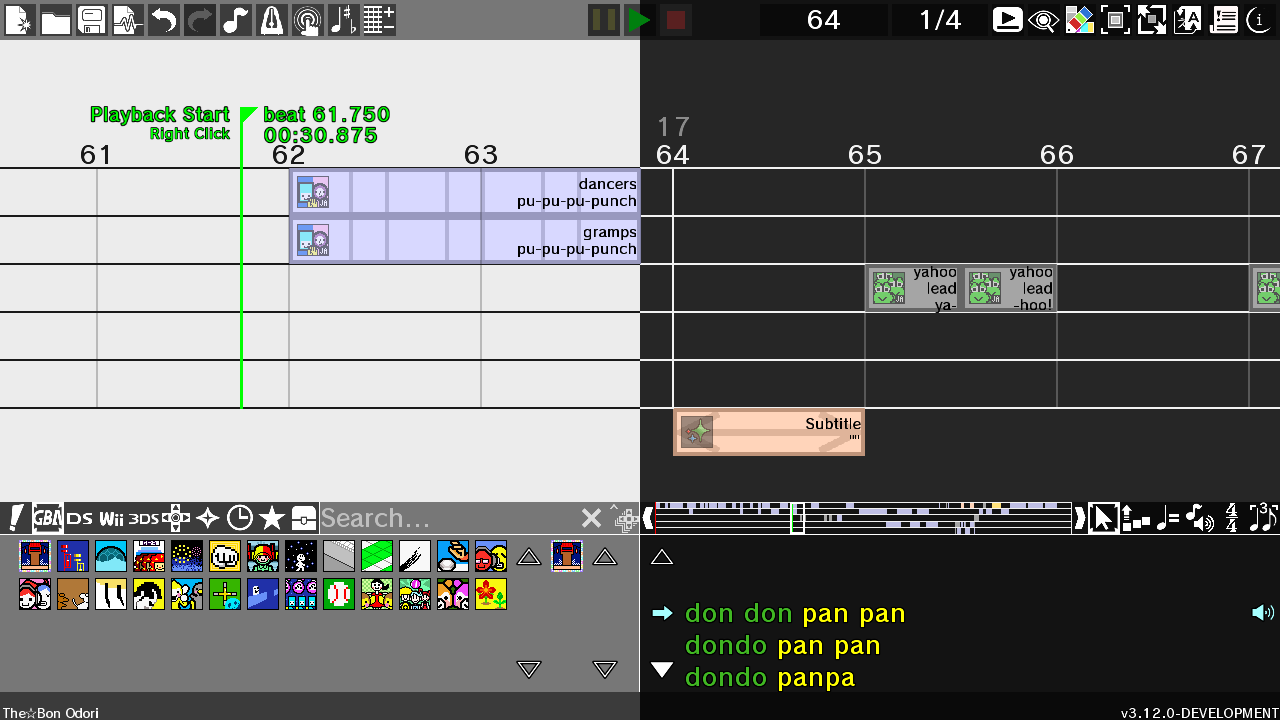 64
1/4
Playback Start
Right Click
beat 61.750
00:30.875
17
61
62
63
64
65
66
67
dancers
pu-pu-pu-punch
gramps
pu-pu-pu-punch
yahoo
lead
ya-
yahoo
lead
-hoo!
Subtitle
""
GBA
DS
Wii
3DS
Search...
4
4
3
don don pan pan
dondo pan pan
dondo panpa
The☆Bon Odori
v3.12.0-DEVELOPMENT